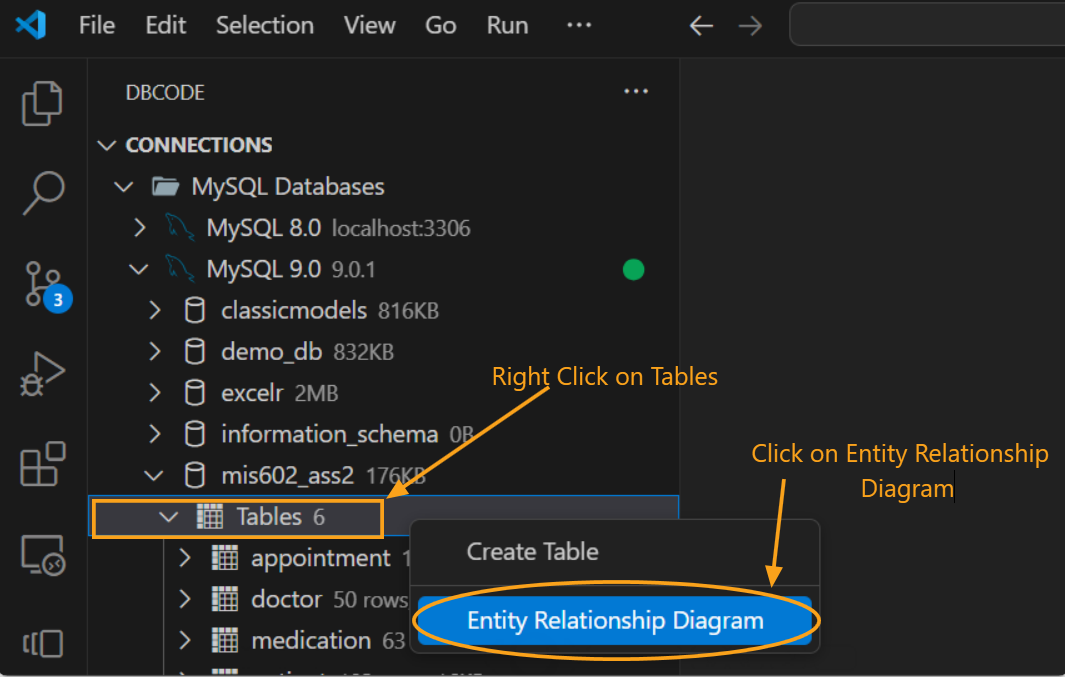 File Edit Selection View Go Run ···
DBCODE ···
CONNECTIONS
MySQL Databases
MySQL 8.0 localhost:3306
MySQL 9.0 9.0.1
classicmodels 816KB
demo_db 832KB
excelr 2MB
Right Click on Tables
information_schema 0B
Click on Entity Relationship
Diagram
mis602_ass2 176KB
Tables 6
Create Table
appointment
doctor 50 rows
Entity Relationship Diagram
medication 63
3